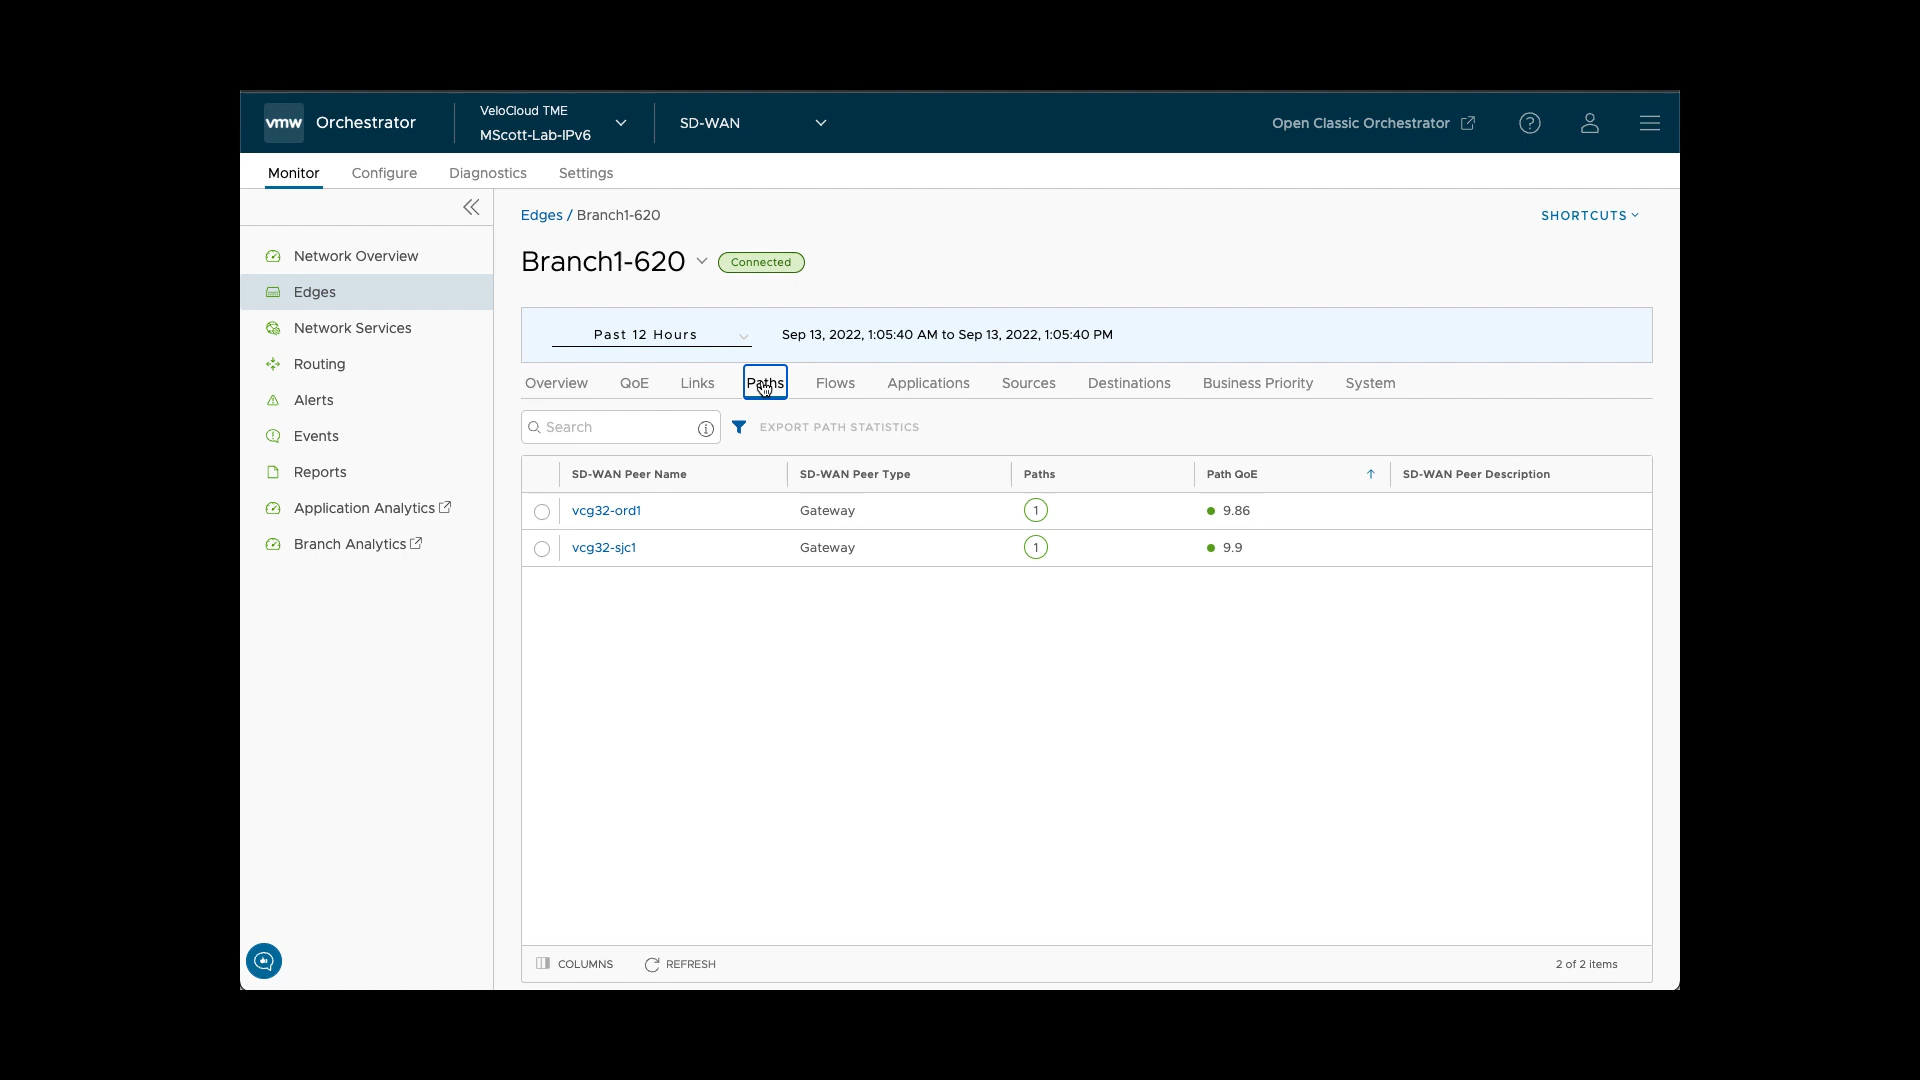 vmw Orchestrator
VeloCloud TME
MScott-Lab-IPv6
SD-WAN
Open Classic Orchestrator
?
Monitor Configure Diagnostics Settings
Network Overview
Edges
Network Services
Routing
Alerts
Events
Reports
Application Analytics
Branch Analytics
Edges / Branch1-620
SHORTCUTS
Branch1-620 Connected
Past 12 Hours Sep 13, 2022, 1:05:40 AM to Sep 13, 2022, 1:05:40 PM
Overview QoE Links Paths Flows Applications Sources Destinations Business Priority System
Search EXPORT PATH STATISTICS
SD-WAN Peer Name SD-WAN Peer Type Paths Path QoE SD-WAN Peer Description
vcg32-ord1 Gateway 1 9.86
vcg32-sjc1 Gateway 1 9.9
COLUMNS REFRESH 2 of 2 items